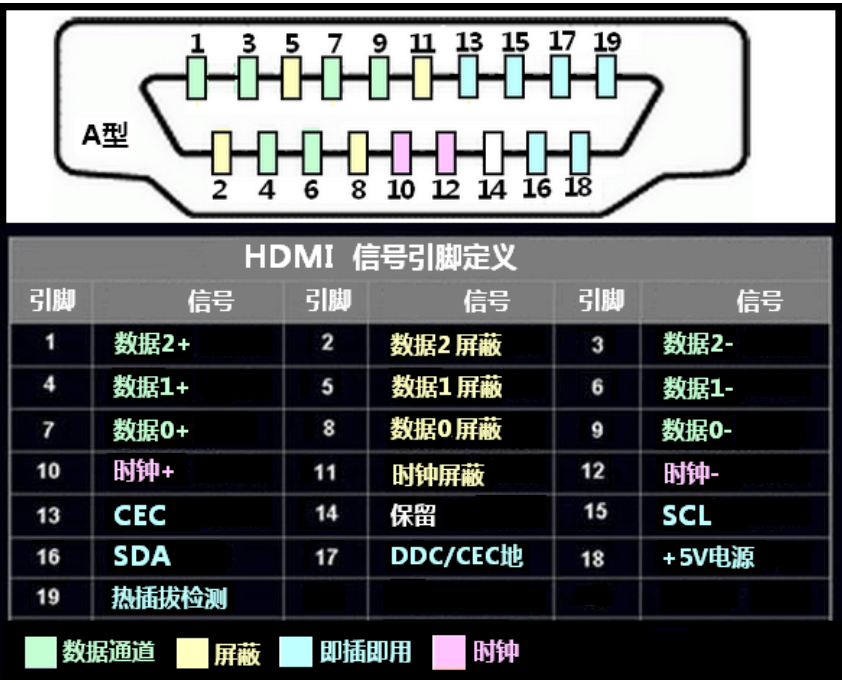 1 3 5 7 9 11 13 15 17 19
A型
2 4 6 8 10 12 14 16 18
HDMI 信号引脚定义
引脚 信号 引脚 信号 引脚 信号
1 数据2+ 2 数据2屏蔽 3 数据2-
4 数据1+ 5 数据1屏蔽 6 数据1-
7 数据0+ 8 数据0屏蔽 9 数据0-
10 时钟+ 11 时钟屏蔽 12 时钟-
13 CEC 14 保留 15 SCL
16 SDA 17 DDC/CEC地 18 +5V电源
19 热插拔检测
数据通道 屏蔽 即插即用 时钟